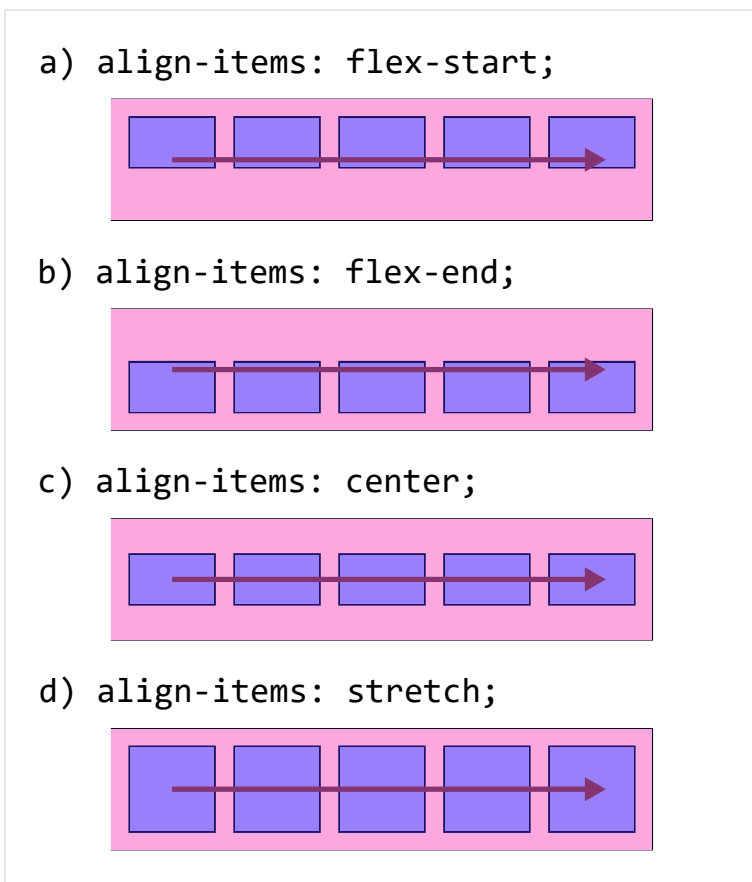 a) align-items: flex-start;
b) align-items: flex-end;
c) align-items: center;
d) align-items: stretch;